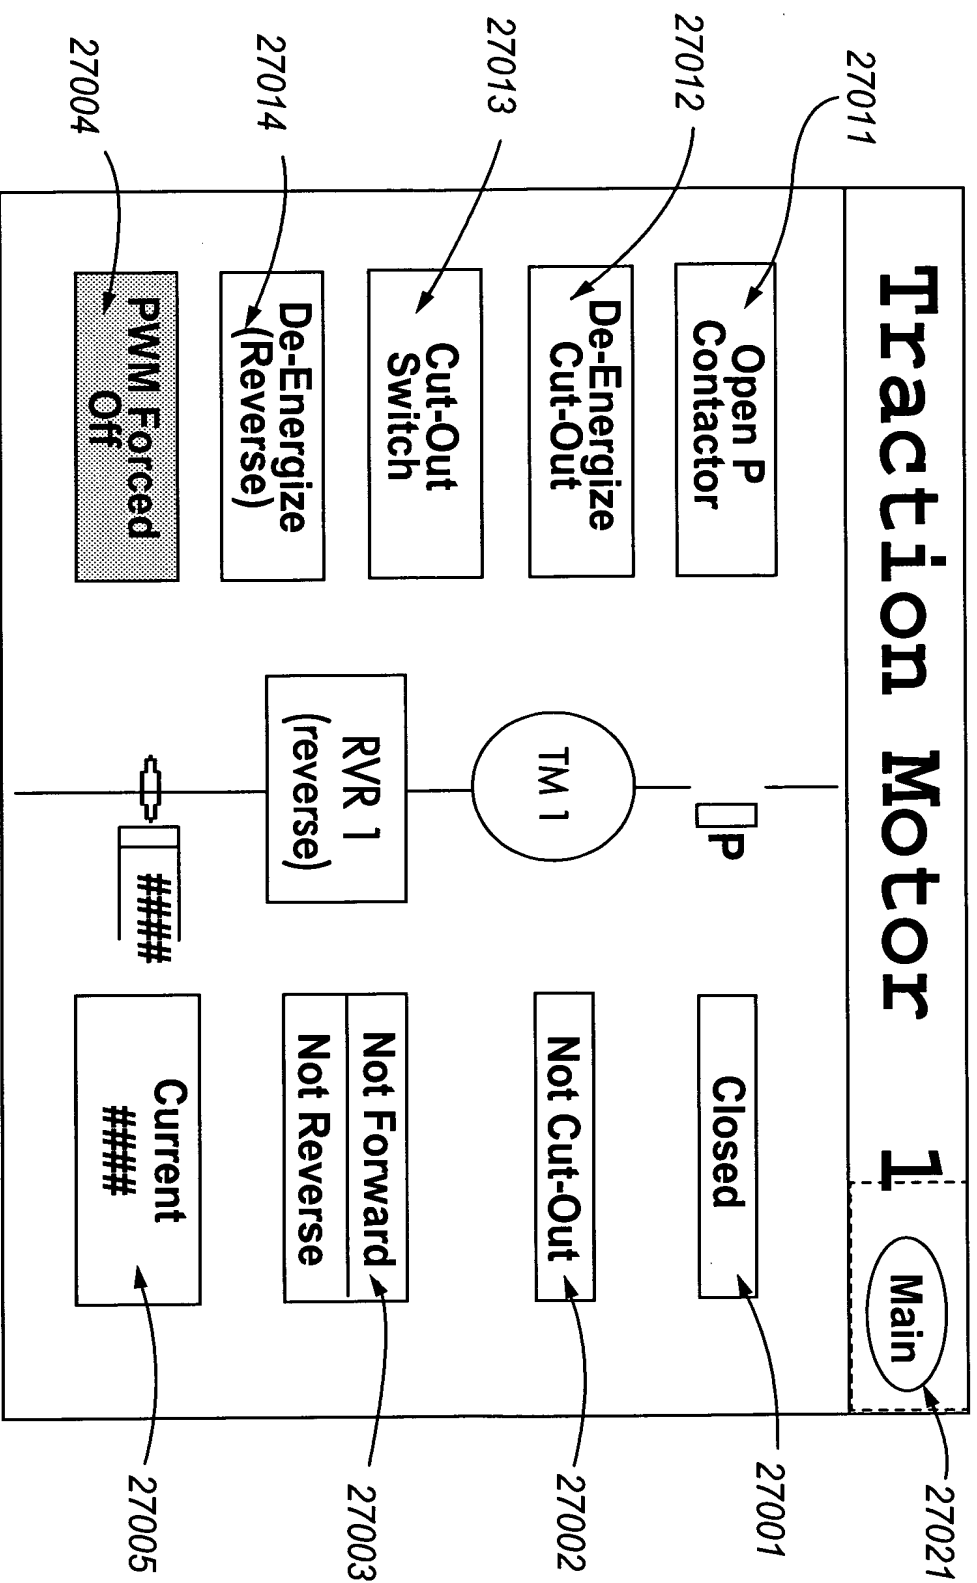 Traction Motor 1
Main
27021
27011
Open P
Contactor
P
Closed
27001
27012
De-Energize
Cut-Out
TM 1
Not Cut-Out
27002
27013
Cut-Out
Switch
RVR 1
(reverse)
Not Forward
Not Reverse
27003
27014
De-Energize
(Reverse)
27004
PWM Forced
Off
####
Current
####
27005